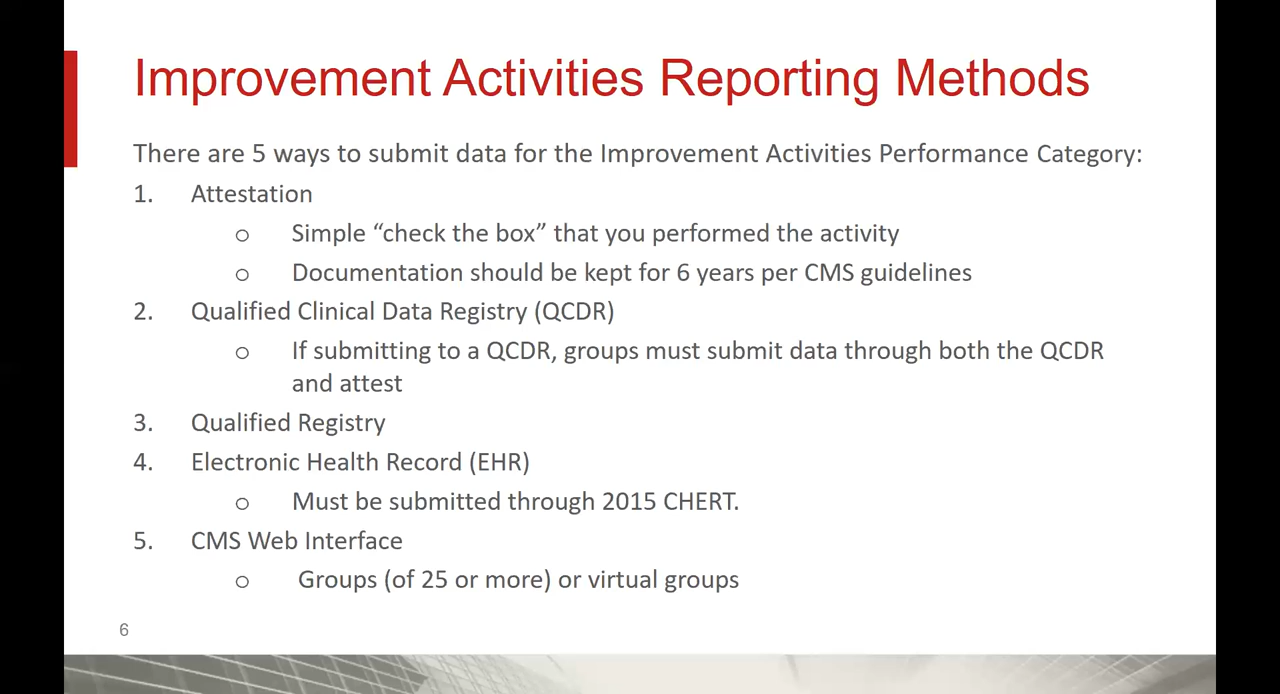 Improvement Activities Reporting Methods
There are 5 ways to submit data for the Improvement Activities Performance Category:
1. Attestation
o Simple “check the box” that you performed the activity
o Documentation should be kept for 6 years per CMS guidelines
2. Qualified Clinical Data Registry (QCDR)
o If submitting to a QCDR, groups must submit data through both the QCDR
and attest
3. Qualified Registry
4. Electronic Health Record (EHR)
o Must be submitted through 2015 CHERT.
5. CMS Web Interface
o Groups (of 25 or more) or virtual groups
6